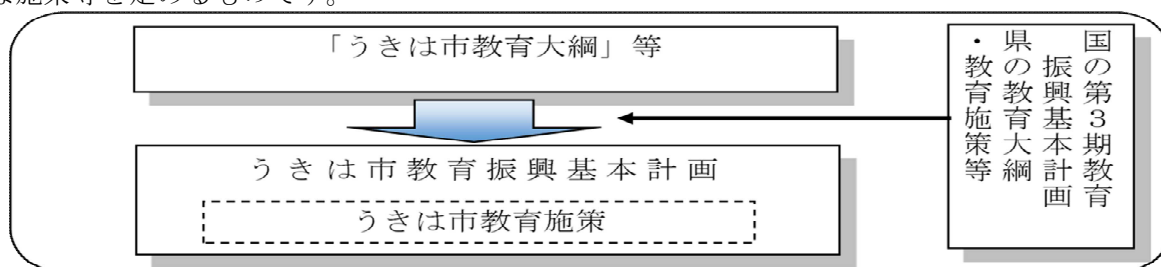 な施策等を定めるものです。
「うきは市教育大綱」等
うきは市教育振興基本計画
うきは市教育施策
国の第３期教育
振興基本計画
県の教育大綱
・教育施策等